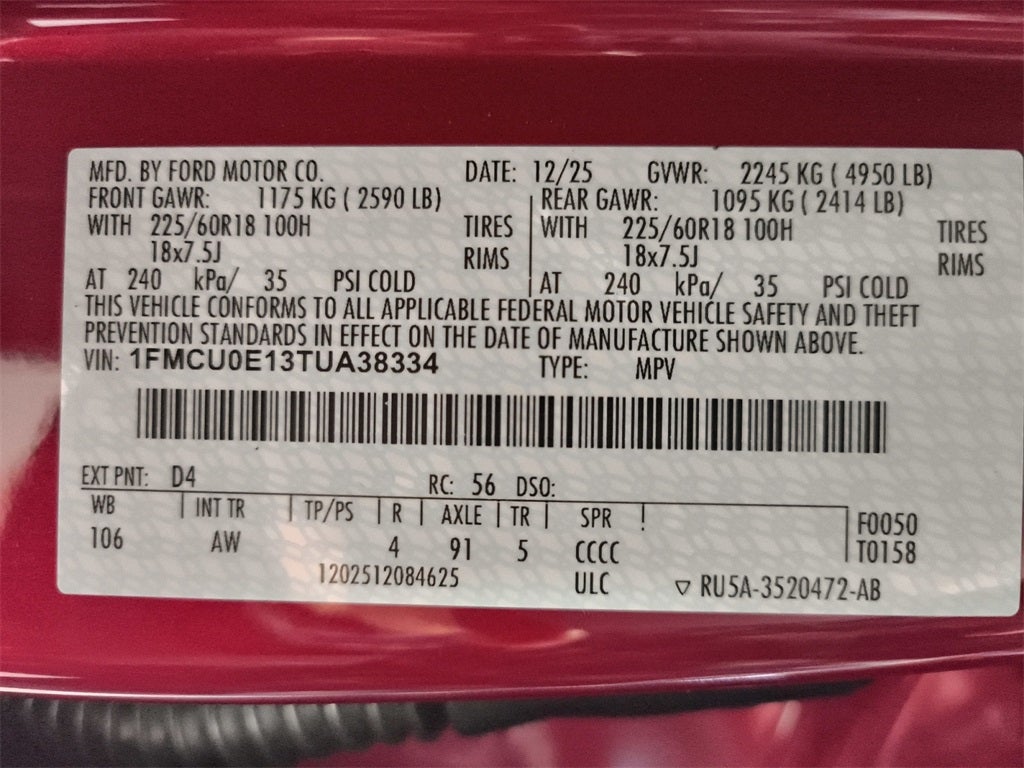 MFD. BY FORD MOTOR CO. DATE: 12/25 GVWR: 2245 KG ( 4950 LB)
FRONT GAWR: 1175 KG ( 2590 LB) REAR GAWR: 1095 KG ( 2414 LB)
WITH 225/60R18 100H TIRES WITH 225/60R18 100H TIRES
18x7.5J RIMS 18x7.5J RIMS
AT 240 kPa/ 35 PSI COLD AT 240 kPa/ 35 PSI COLD
THIS VEHICLE CONFORMS TO ALL APPLICABLE FEDERAL MOTOR VEHICLE SAFETY AND THEFT
PREVENTION STANDARDS IN EFFECT ON THE DATE OF MANUFACTURE SHOWN ABOVE.
VIN: 1FMCU0E13TUA38334 TYPE: MPV
EXT PNT: D4 RC: 56 DSO:
WB INT TR TP/PS R AXLE TR SPR F0050
106 AW 4 91 5 CCCC T0158
1202512084625 ULC ▽ RU5A-3520472-AB